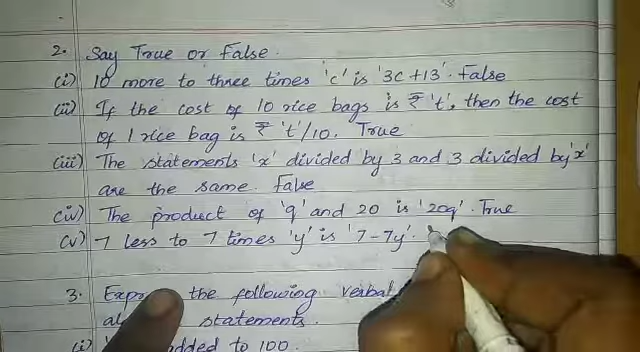 2. Say True or False.
(i) 10 more to three times 'c' is '3c+13'. False
(ii) If the cost of 10 rice bags is ₹ 't', then the cost
of 1 rice bag is ₹ 't'/10. True
(iii) The statements 'x' divided by 3 and 3 divided by 'x'
are the same. False
(iv) The product of 'q' and 20 is '20q'. True
(v) 7 less to 7 times 'y' is '7-7y'.
3. the following verbal
statements.
(i) added to 100.